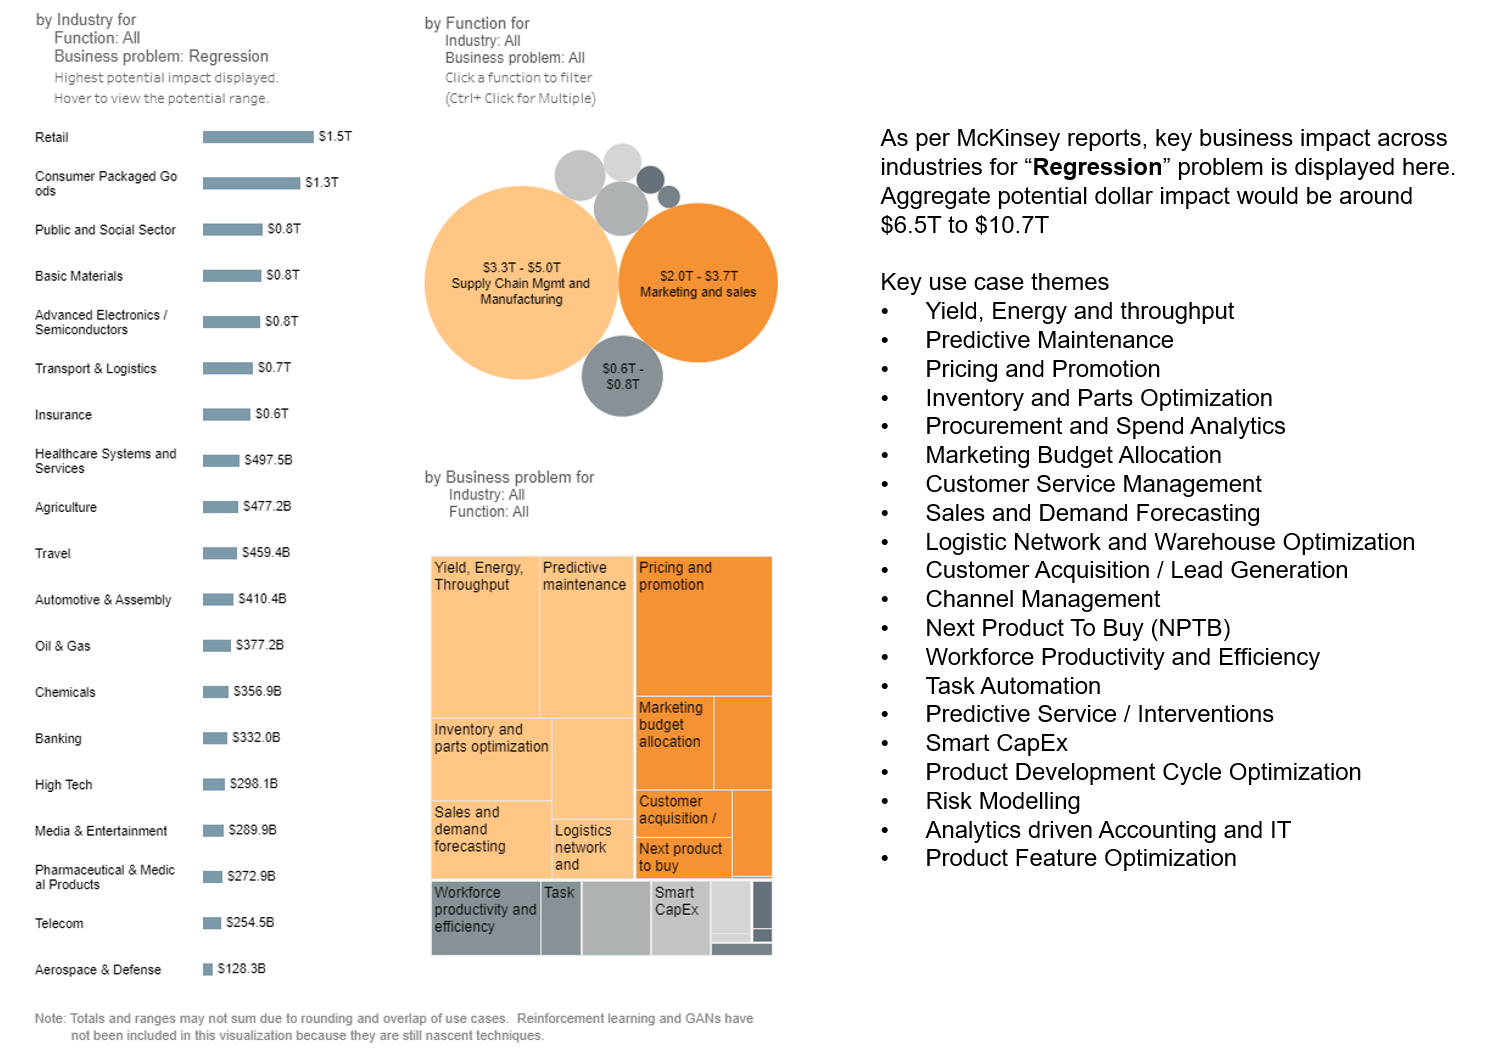 by Industry for
Function: All
Business problem: Regression
Highest potential impact displayed.
Hover to view the potential range.
Retail $1.5T
Consumer Packaged Go
ods $1.3T
Public and Social Sector $0.8T
Basic Materials $0.8T
Advanced Electronics /
Semiconductors $0.8T
Transport & Logistics $0.7T
Insurance $0.6T
Healthcare Systems and
Services $497.5B
Agriculture $477.2B
Travel $459.4B
Automotive & Assembly $410.4B
Oil & Gas $377.2B
Chemicals $356.9B
Banking $332.0B
High Tech $298.1B
Media & Entertainment $289.9B
Pharmaceutical & Medic
al Products $272.9B
Telecom $254.5B
Aerospace & Defense $128.3B
by Function for
Industry: All
Business problem: All
Click a function to filter
(Ctrl+ Click for Multiple)
$3.3T - $5.0T
Supply Chain Mgmt and
Manufacturing
$2.0T - $3.7T
Marketing and sales
$0.6T -
$0.8T
by Business problem for
Industry: All
Function: All
Yield, Energy,
Throughput
Predictive
maintenance
Pricing and
promotion
Inventory and
parts optimization
Marketing
budget
allocation
Sales and
demand
forecasting
Logistics
network
and
Customer
acquisition /
Next product
to buy
Workforce
productivity and
efficiency
Task
Smart
CapEx
As per McKinsey reports, key business impact across
industries for “Regression” problem is displayed here.
Aggregate potential dollar impact would be around
$6.5T to $10.7T
Key use case themes
• Yield, Energy and throughput
• Predictive Maintenance
• Pricing and Promotion
• Inventory and Parts Optimization
• Procurement and Spend Analytics
• Marketing Budget Allocation
• Customer Service Management
• Sales and Demand Forecasting
• Logistic Network and Warehouse Optimization
• Customer Acquisition / Lead Generation
• Channel Management
• Next Product To Buy (NPTB)
• Workforce Productivity and Efficiency
• Task Automation
• Predictive Service / Interventions
• Smart CapEx
• Product Development Cycle Optimization
• Risk Modelling
• Analytics driven Accounting and IT
• Product Feature Optimization
Note: Totals and ranges may not sum due to rounding and overlap of use cases. Reinforcement learning and GANs have
not been included in this visualization because they are still nascent techniques.